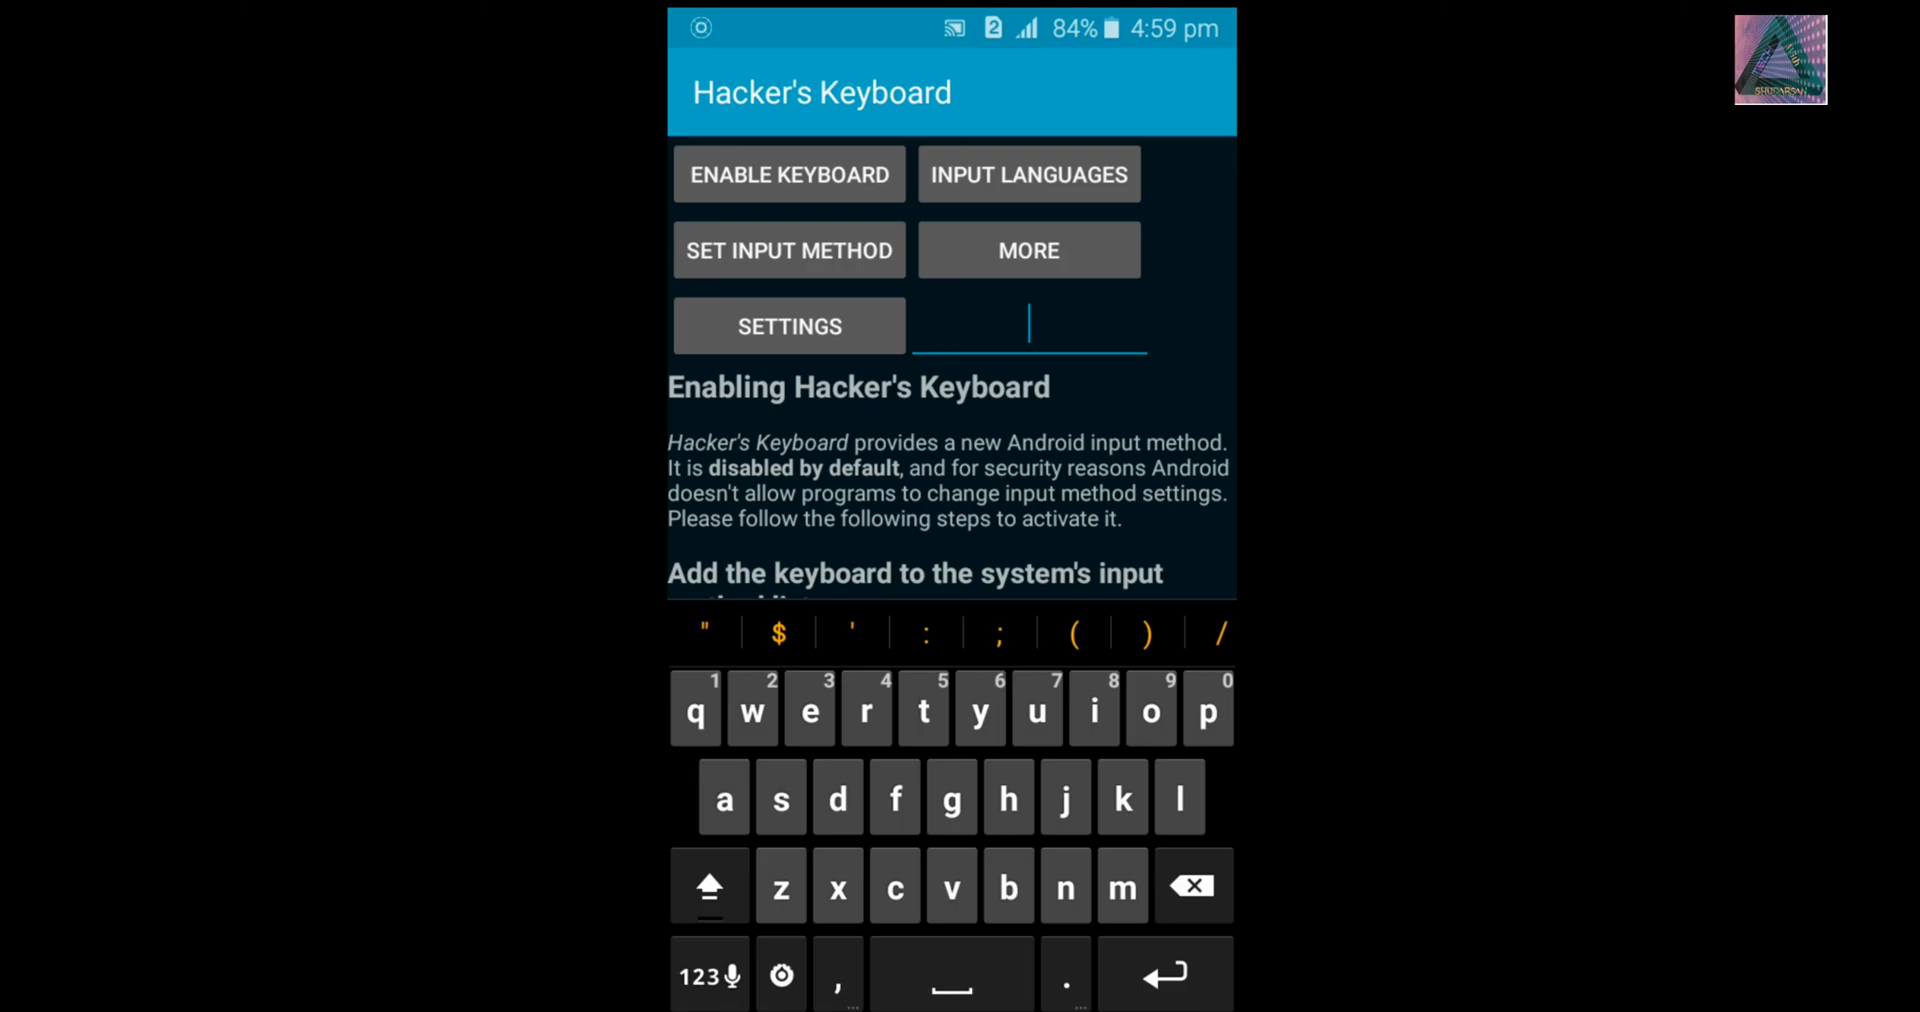 84% 4:59 pm
Hacker's Keyboard
ENABLE KEYBOARD INPUT LANGUAGES
SET INPUT METHOD MORE
SETTINGS
Enabling Hacker's Keyboard
Hacker's Keyboard provides a new Android input method.
It is disabled by default, and for security reasons Android
doesn't allow programs to change input method settings.
Please follow the following steps to activate it.
Add the keyboard to the system's input
" $ ' : ; ( ) /
1 2 3 4 5 6 7 8 9 0
q w e r t y u i o p
a s d f g h j k l
z x c v b n m
123 , .